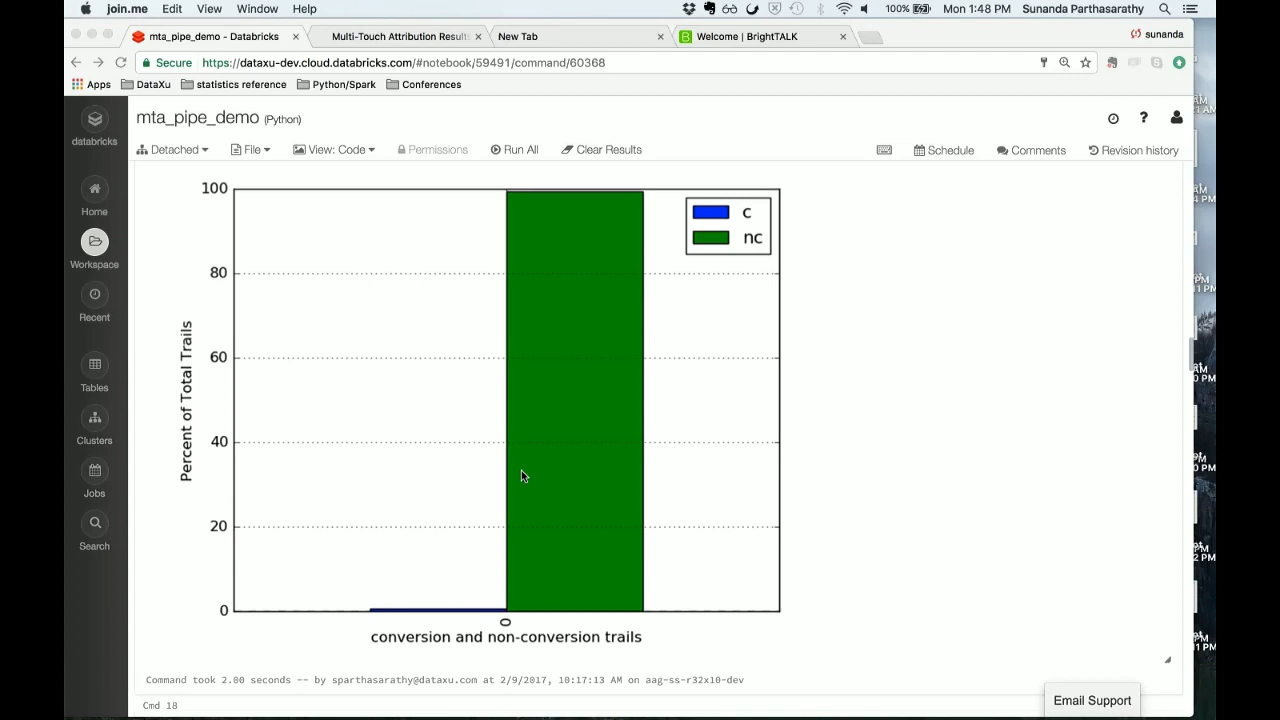 join.me Edit View Window Help 100% Mon 1:48 PM Sunanda Parthasarathy
mta_pipe_demo - Databricks Multi-Touch Attribution Result New Tab Welcome | BrightTALK sunanda
Secure https://dataxu-dev.cloud.databricks.com/#notebook/59491/command/60368
Apps DataXu statistics reference Python/Spark Conferences
databricks
Home
Workspace
Recent
Tables
Clusters
Jobs
Search
mta_pipe_demo (Python)
Detached File View: Code Permissions Run All Clear Results Schedule Comments Revision history
100
80
60
40
20
0
Percent of Total Trails
c
nc
0
conversion and non-conversion trails
Command took 2.00 seconds -- by sparthasarathy@dataxu.com at 2/9/2017, 10:17:13 AM on aag-ss-r32x10-dev
Cmd 18
Email Support